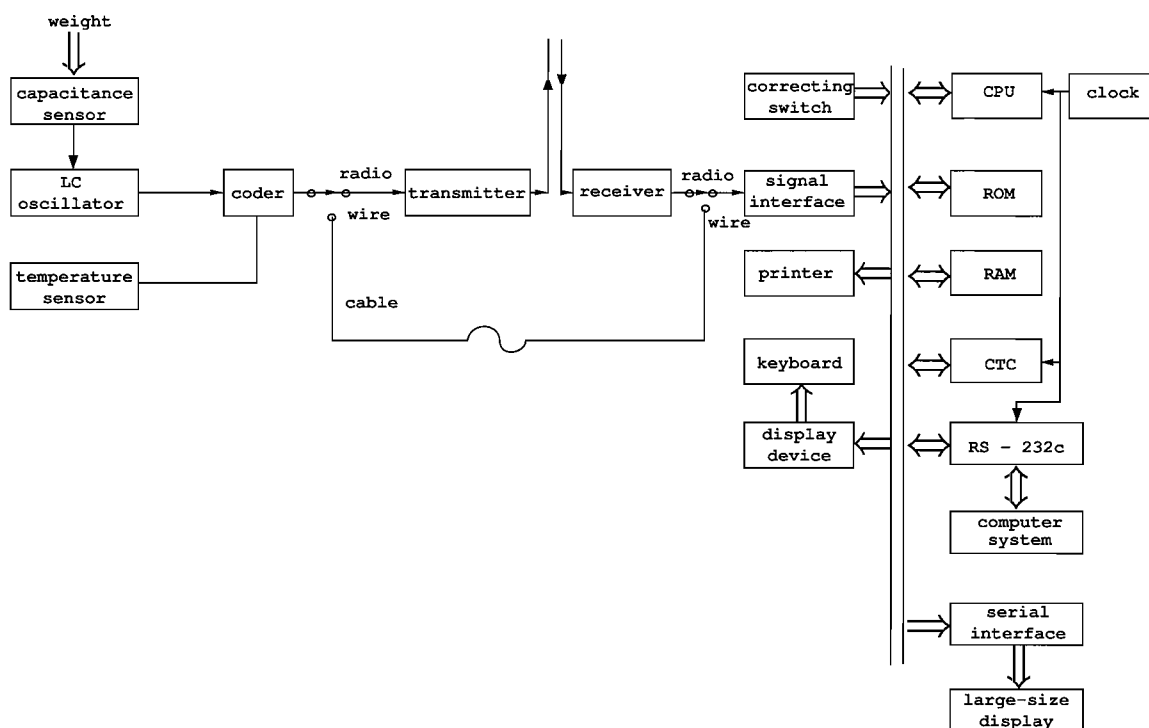 weight
capacitance
sensor
LC
oscillator
temperature
sensor
coder
radio
wire
cable
transmitter
receiver
radio
wire
correcting
switch
signal
interface
printer
keyboard
display
device
CPU
clock
ROM
RAM
CTC
RS - 232c
computer
system
serial
interface
large-size
display